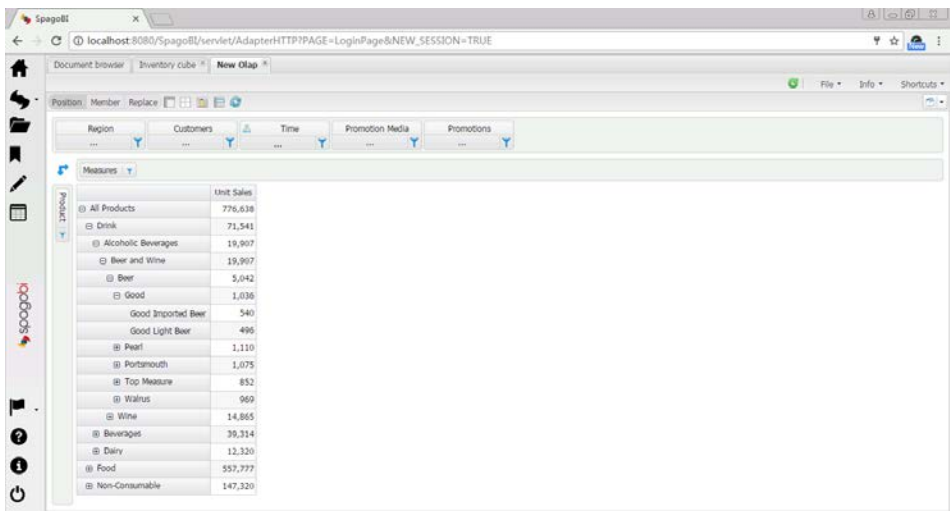 SpagoBI
localhost:8080/SpagoBI/servlet/AdapterHTTP?PAGE=LoginPage&NEW_SESSION=TRUE
New
Document browser Inventory cube New Olap
File Info Shortcuts
Position Member Replace
Region Customers Time Promotion Media Promotions
... ... ... ... ...
Measures
Product
Unit Sales
All Products 776,638
Drink 71,541
Alcoholic Beverages 19,907
Beer and Wine 19,907
Beer 5,042
Good 1,036
Good Imported Beer 540
Good Light Beer 496
Pearl 1,110
Portsmouth 1,075
Top Measure 852
Walrus 969
Wine 14,865
Beverages 39,314
Dairy 12,320
Food 557,777
Non-Consumable 147,320
spagobi